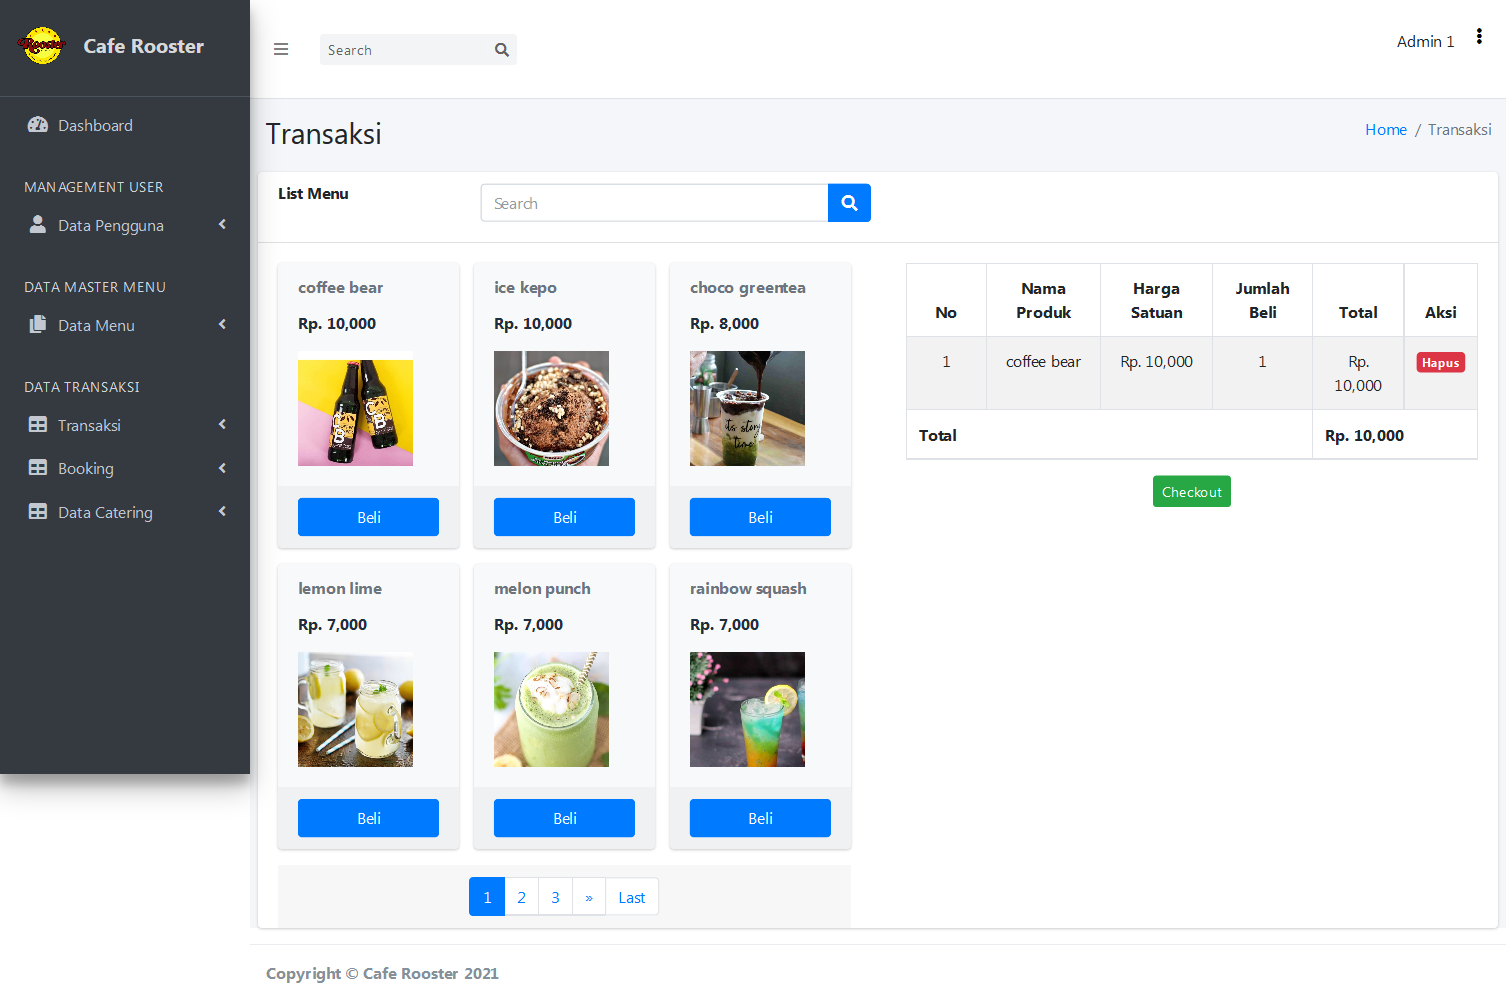 Rooster
Cafe Rooster
Search
Admin 1
Dashboard
MANAGEMENT USER
Data Pengguna
DATA MASTER MENU
Data Menu
DATA TRANSAKSI
Transaksi
Booking
Data Catering
Transaksi
Home / Transaksi
List Menu
Search
coffee bear
Rp. 10,000
Beli
ice kepo
Rp. 10,000
Beli
choco greentea
Rp. 8,000
its story
time
Beli
lemon lime
Rp. 7,000
Beli
melon punch
Rp. 7,000
Beli
rainbow squash
Rp. 7,000
Beli
1 2 3 » Last
No Nama Produk Harga Satuan Jumlah Beli Total Aksi
1 coffee bear Rp. 10,000 1 Rp. 10,000 Hapus
Total Rp. 10,000
Checkout
Copyright © Cafe Rooster 2021